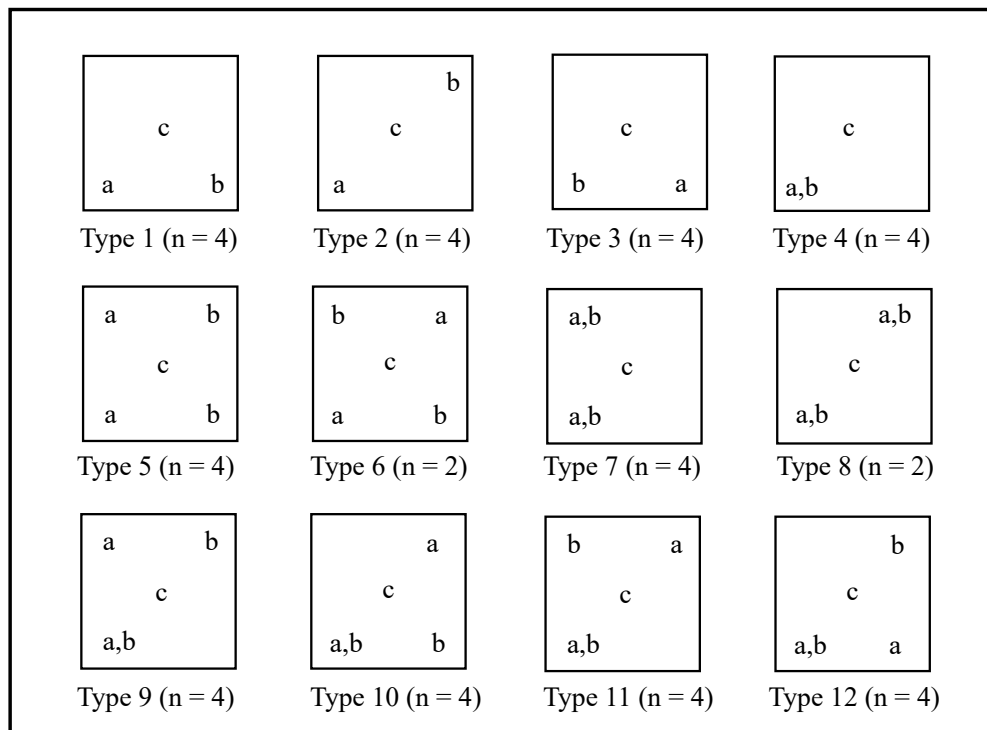 b
c c c c
a b a b a a,b
Type 1 (n = 4) Type 2 (n = 4) Type 3 (n = 4) Type 4 (n = 4)
a b b a a,b a,b
c c c c
a b a b a,b a,b
Type 5 (n = 4) Type 6 (n = 2) Type 7 (n = 4) Type 8 (n = 2)
a b a b a b
c c c c
a,b a,b b a,b a,b a
Type 9 (n = 4) Type 10 (n = 4) Type 11 (n = 4) Type 12 (n = 4)